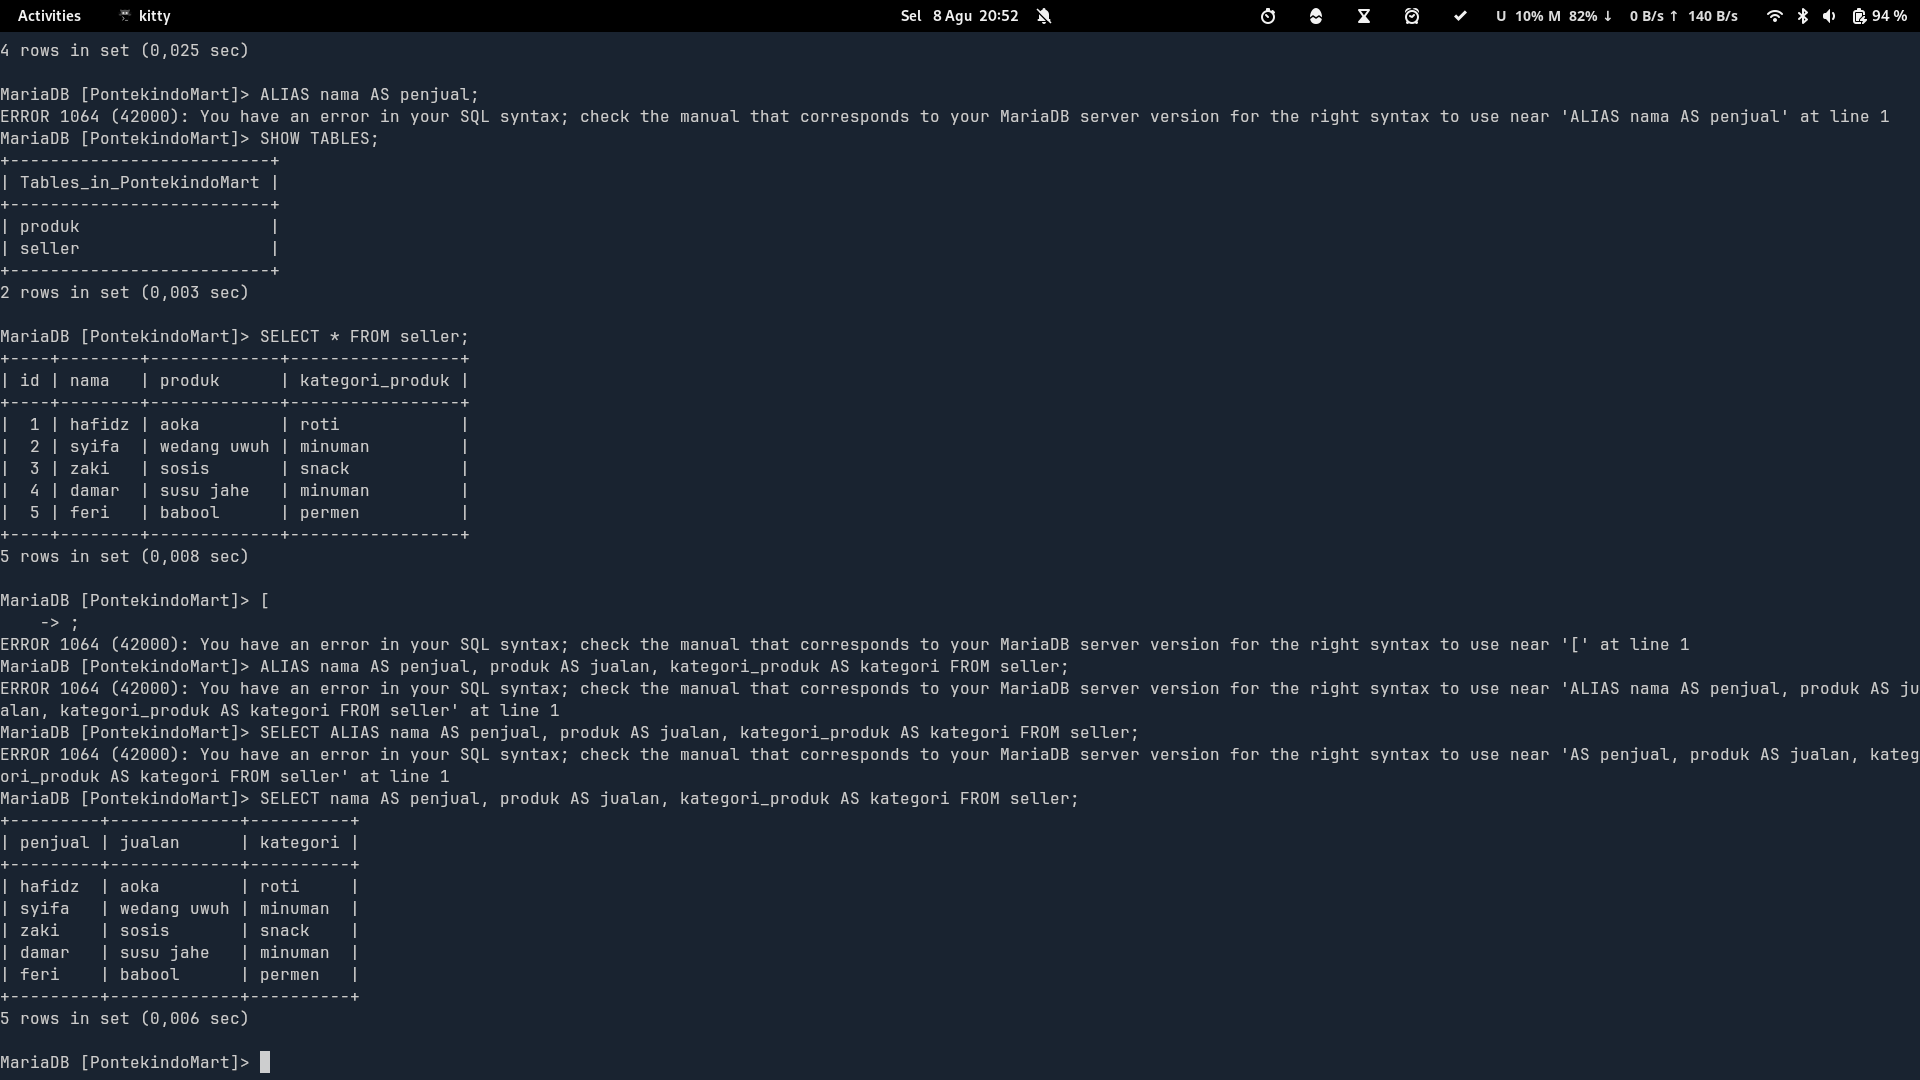 Activities kitty Sel 8 Agu 20:52 U 10% M 82% ↓ 0 B/s ↑ 140 B/s 94 %
4 rows in set (0,025 sec)
MariaDB [PontekindoMart]> ALIAS nama AS penjual;
ERROR 1064 (42000): You have an error in your SQL syntax; check the manual that corresponds to your MariaDB server version for the right syntax to use near 'ALIAS nama AS penjual' at line 1
MariaDB [PontekindoMart]> SHOW TABLES;
+--------------------------+
| Tables_in_PontekindoMart |
+--------------------------+
| produk                   |
| seller                   |
+--------------------------+
2 rows in set (0,003 sec)
MariaDB [PontekindoMart]> SELECT * FROM seller;
+----+--------+-------------+-----------------+
| id | nama   | produk      | kategori_produk |
+----+--------+-------------+-----------------+
|  1 | hafidz | aoka        | roti            |
|  2 | syifa  | wedang uwuh | minuman         |
|  3 | zaki   | sosis       | snack           |
|  4 | damar  | susu jahe   | minuman         |
|  5 | feri   | babool      | permen          |
+----+--------+-------------+-----------------+
5 rows in set (0,008 sec)
MariaDB [PontekindoMart]> [
    -> ;
ERROR 1064 (42000): You have an error in your SQL syntax; check the manual that corresponds to your MariaDB server version for the right syntax to use near '[' at line 1
MariaDB [PontekindoMart]> ALIAS nama AS penjual, produk AS jualan, kategori_produk AS kategori FROM seller;
ERROR 1064 (42000): You have an error in your SQL syntax; check the manual that corresponds to your MariaDB server version for the right syntax to use near 'ALIAS nama AS penjual, produk AS ju
alan, kategori_produk AS kategori FROM seller' at line 1
MariaDB [PontekindoMart]> SELECT ALIAS nama AS penjual, produk AS jualan, kategori_produk AS kategori FROM seller;
ERROR 1064 (42000): You have an error in your SQL syntax; check the manual that corresponds to your MariaDB server version for the right syntax to use near 'AS penjual, produk AS jualan, kateg
ori_produk AS kategori FROM seller' at line 1
MariaDB [PontekindoMart]> SELECT nama AS penjual, produk AS jualan, kategori_produk AS kategori FROM seller;
+---------+-------------+----------+
| penjual | jualan      | kategori |
+---------+-------------+----------+
| hafidz  | aoka        | roti     |
| syifa   | wedang uwuh | minuman  |
| zaki    | sosis       | snack    |
| damar   | susu jahe   | minuman  |
| feri    | babool      | permen   |
+---------+-------------+----------+
5 rows in set (0,006 sec)
MariaDB [PontekindoMart]>